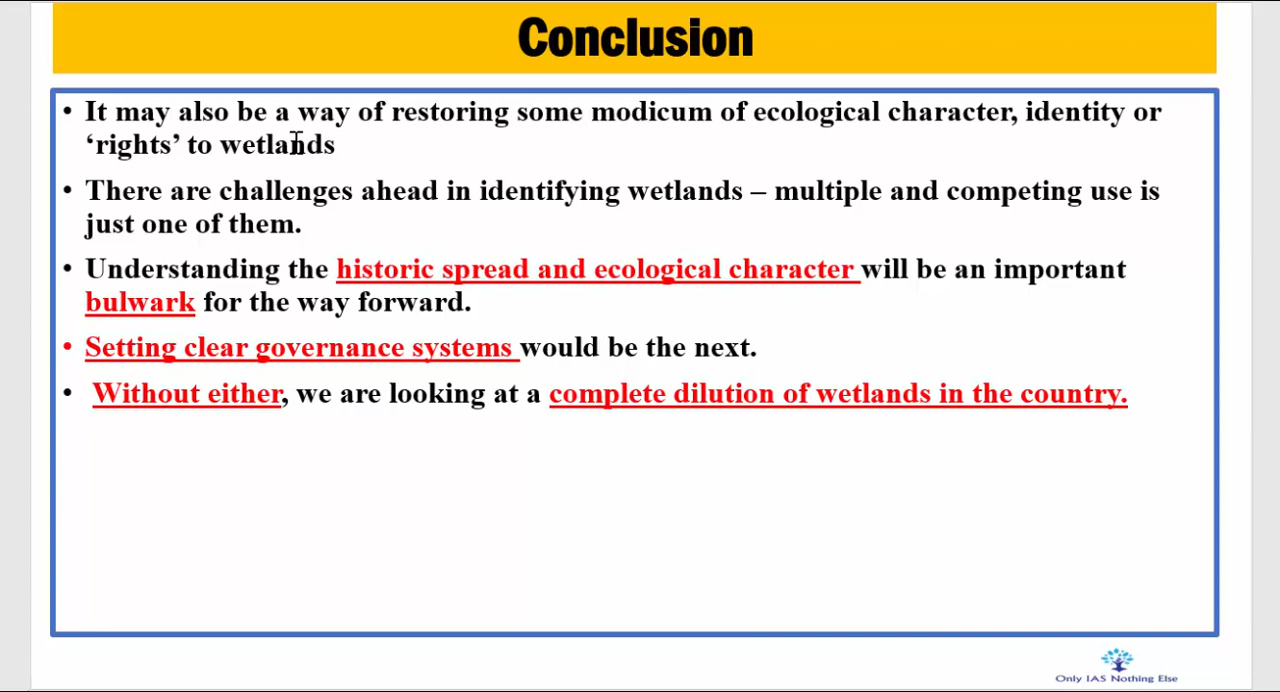 Conclusion
• It may also be a way of restoring some modicum of ecological character, identity or
‘rights’ to wetlands
• There are challenges ahead in identifying wetlands – multiple and competing use is
just one of them.
• Understanding the historic spread and ecological character will be an important
bulwark for the way forward.
• Setting clear governance systems would be the next.
• Without either, we are looking at a complete dilution of wetlands in the country.
Only IAS Nothing Else